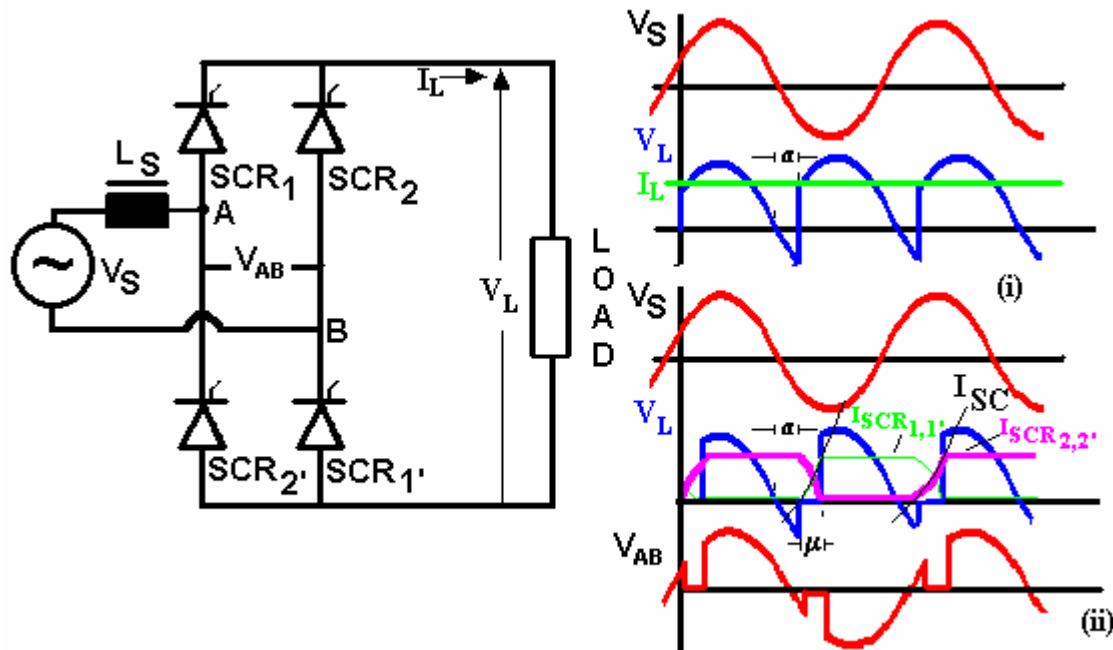 I_L
L_S
SCR_1
SCR_2
A
V_S
V_AB
B
V_L
LOAD
SCR_2'
SCR_1'
V_S
V_L
α
I_L
(i)
V_S
I_SC
V_L
α
I_SCR_1,1'
I_SCR_2,2'
μ
V_AB
(ii)